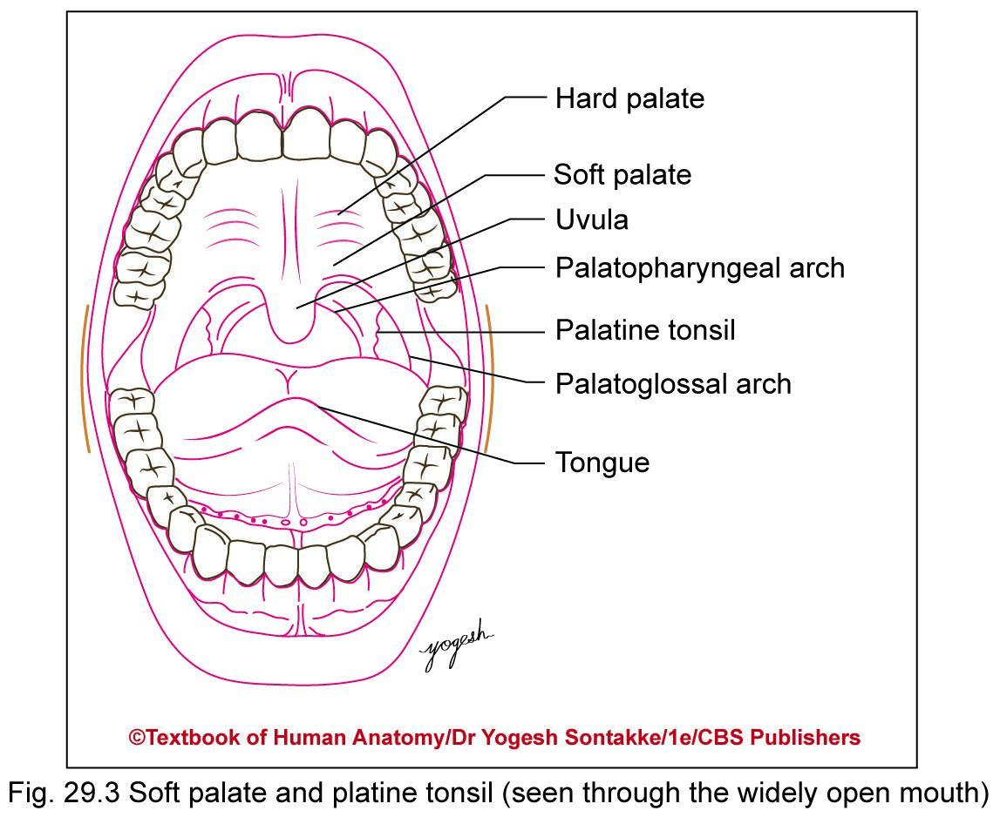 Hard palate
Soft palate
Uvula
Palatopharyngeal arch
Palatine tonsil
Palatoglossal arch
Tongue
yogesh
©Textbook of Human Anatomy/Dr Yogesh Sontakke/1e/CBS Publishers
Fig. 29.3 Soft palate and platine tonsil (seen through the widely open mouth)